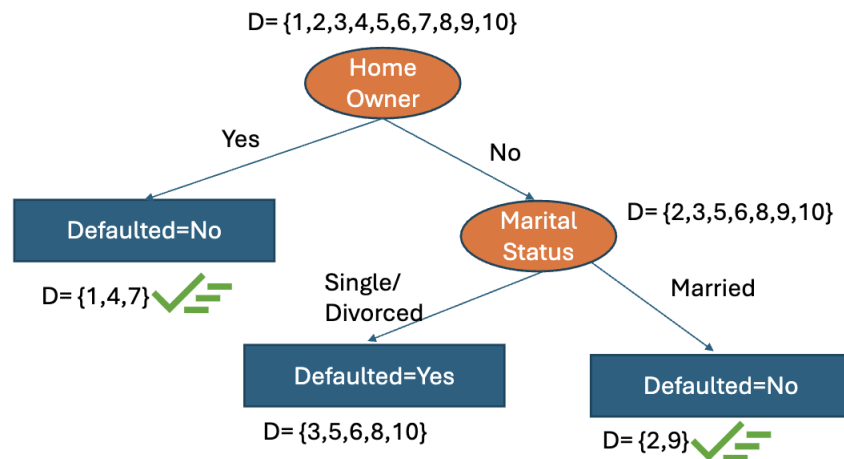 D= {1,2,3,4,5,6,7,8,9,10}
Home
Owner
Yes
No
Defaulted=No
Marital
Status
D= {2,3,5,6,8,9,10}
D= {1,4,7}
Single/
Divorced
Married
Defaulted=Yes
Defaulted=No
D= {3,5,6,8,10}
D= {2,9}